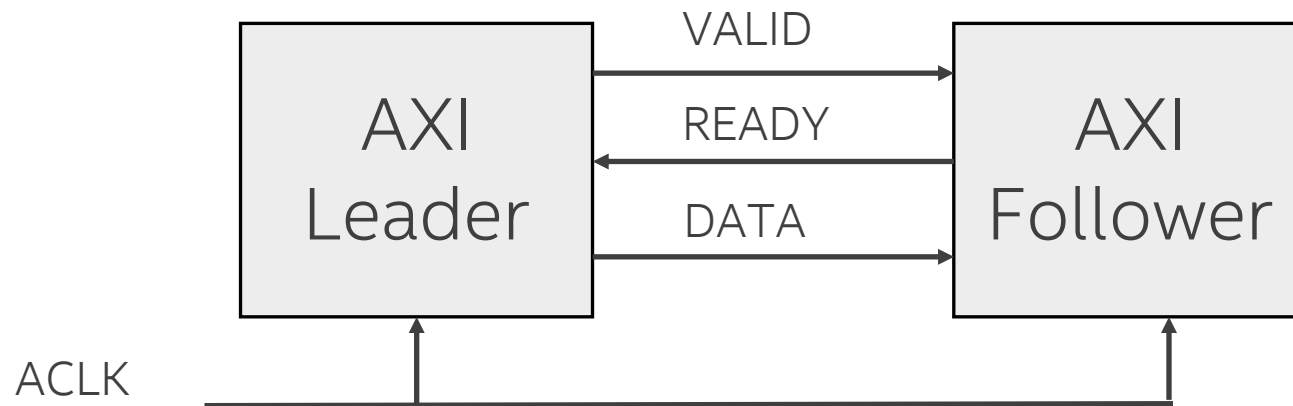 VALID
AXI
Leader
READY
DATA
AXI
Follower
ACLK